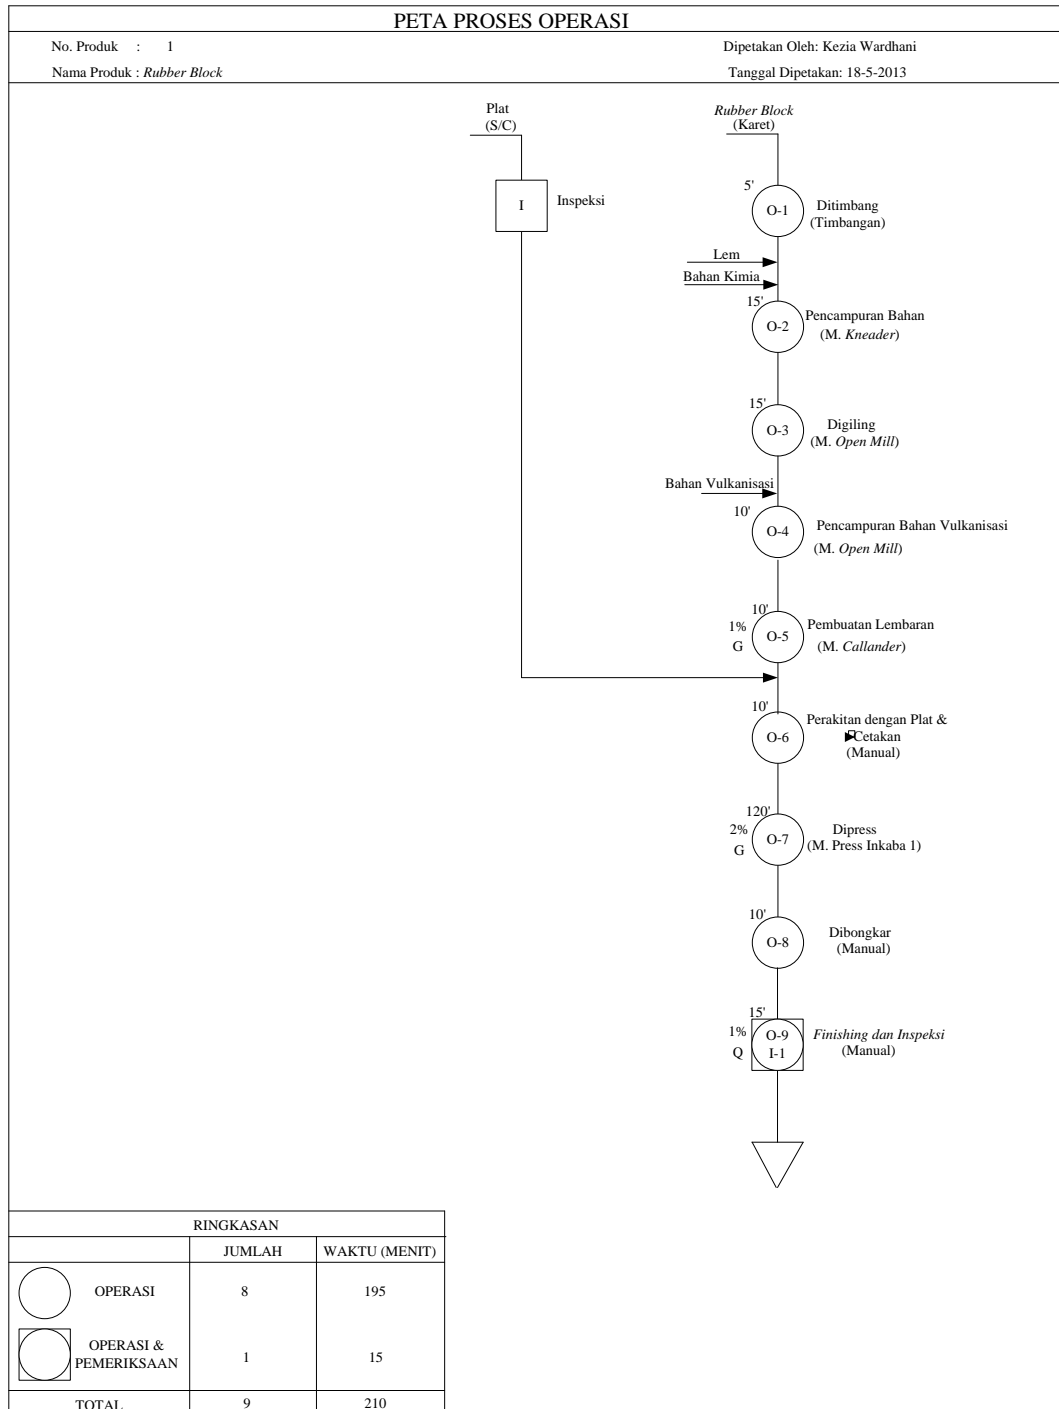 PETA PROSES OPERASI
No. Produk : 1
Dipetakan Oleh: Kezia Wardhani
Nama Produk : Rubber Block
Tanggal Dipetakan: 18-5-2013
Plat
(S/C)
Rubber Block
(Karet)
I
Inspeksi
5'
O-1
Ditimbang
(Timbangan)
Lem
Bahan Kimia
15'
O-2
Pencampuran Bahan
(M. Kneader)
15'
O-3
Digiling
(M. Open Mill)
Bahan Vulkanisasi
10'
O-4
Pencampuran Bahan Vulkanisasi
(M. Open Mill)
10'
1%
G
O-5
Pembuatan Lembaran
(M. Callander)
10'
O-6
Perakitan dengan Plat &
Cetakan
(Manual)
120'
2%
G
O-7
Dipress
(M. Press Inkaba 1)
10'
O-8
Dibongkar
(Manual)
15'
1%
Q
O-9
I-1
Finishing dan Inspeksi
(Manual)
RINGKASAN
JUMLAH WAKTU (MENIT)
OPERASI 8 195
OPERASI &
PEMERIKSAAN 1 15
TOTAL 9 210